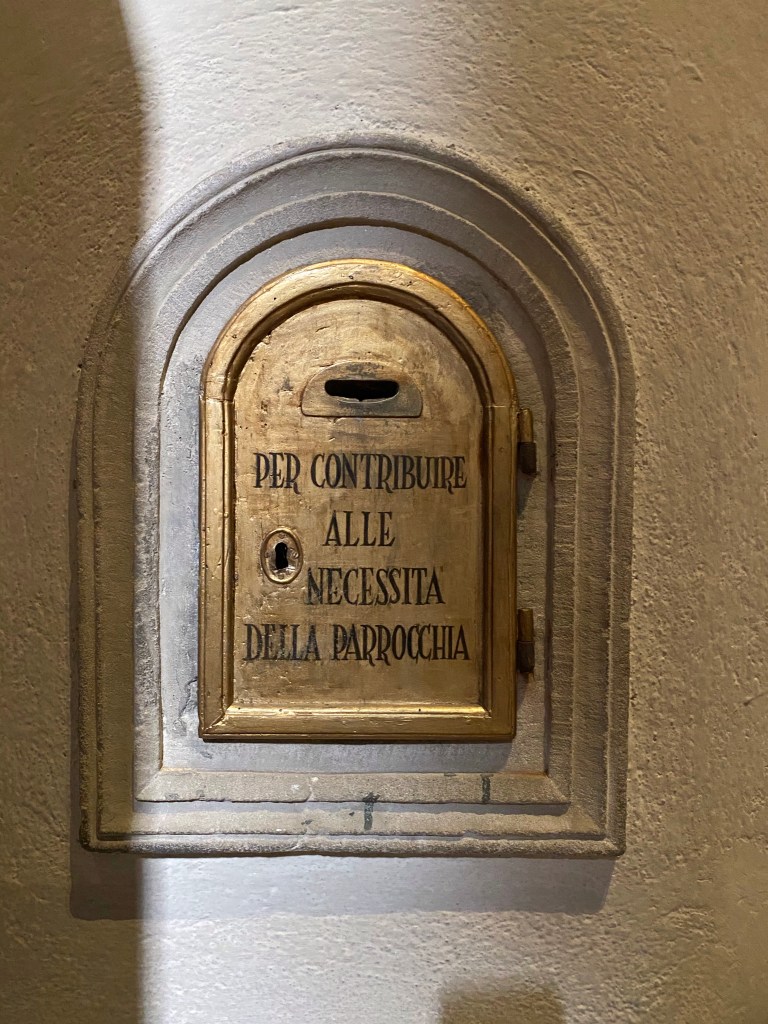 PER CONTRIBUIRE
ALLE
NECESSITA
DELLA PARROCCHIA